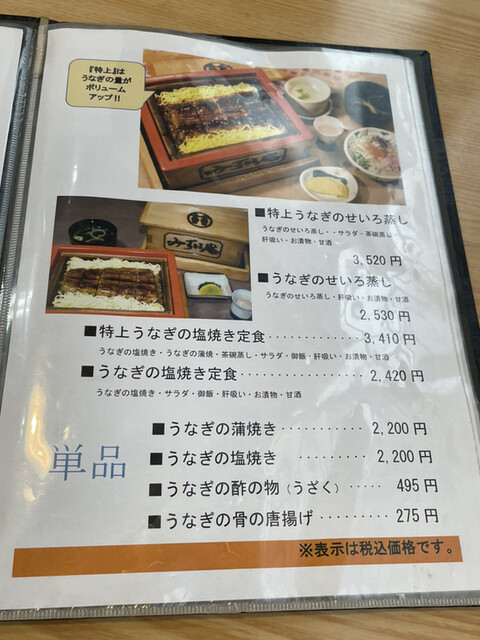 『特上』は
うなぎの量が
ボリューム
アップ!!
■特上うなぎのせいろ蒸し
うなぎのせいろ蒸し・・サラダ・茶碗蒸し・
肝吸い・お漬物・甘酒
3,520円
■うなぎのせいろ蒸し
うなぎのせいろ蒸し・肝吸い・お漬物・甘酒
2,530円
■特上うなぎの塩焼き定食・・・・・・・・・・・・3,410円
うなぎの塩焼き・うなぎの蒲焼・茶碗蒸し・サラダ・御飯・肝吸い・お漬物・甘酒
■うなぎの塩焼き定食・・・・・・・・・・・・・・・・2,420円
うなぎの塩焼き・サラダ・御飯・肝吸い・お漬物・甘酒
単品
■うなぎの蒲焼き・・・・・・・・・・・2,200円
■うなぎの塩焼き ・・・・・・・・・2,200円
■うなぎの酢の物（うざく）・・・・・495円
■うなぎの骨の唐揚げ・・・・・・・・・275円
※表示は税込価格です。